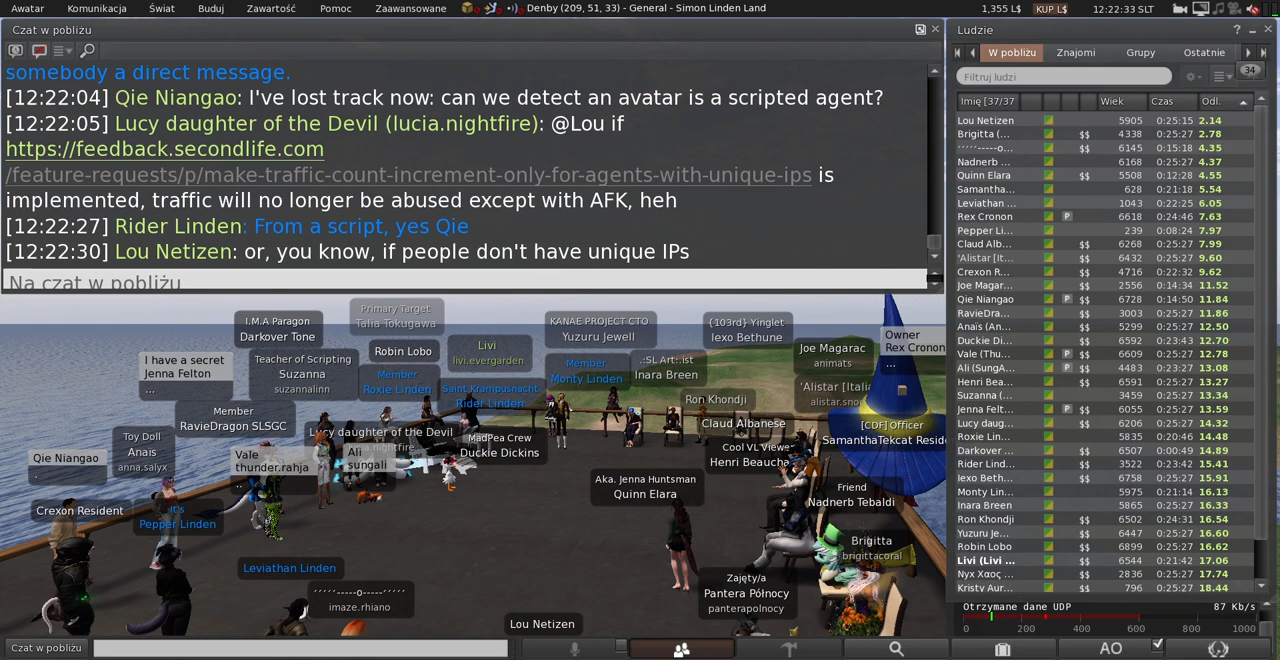 Awatar Komunikacja Świat Buduj Zawartość Pomoc Zaawansowane Denby (209, 51, 33) - General - Simon Linden Land 1,355 L$ KUP L$ 12:22:33 SLT
Czat w pobliżu
somebody a direct message.
[12:22:04] Qie Niangao: I've lost track now: can we detect an avatar is a scripted agent?
[12:22:05] Lucy daughter of the Devil (lucia.nightfire): @Lou if
https://feedback.secondlife.com
/feature-requests/p/make-traffic-count-increment-only-for-agents-with-unique-ips is
implemented, traffic will no longer be abused except with AFK, heh
[12:22:27] Rider Linden: From a script, yes Qie
[12:22:30] Lou Netizen: or, you know, if people don't have unique IPs
Na czat w pobliżu
Primary Target
Talia Tokugawa
I.M.A Paragon
Darkover Tone
KANAE PROJECT CTO
Yuzuru Jewell
{103rd} Yinglet
Iexo Bethune
Owner
Rex Cronon
...
Livi
livi.evergarden
Robin Lobo
Joe Magarac
animats
I have a secret
Jenna Felton
...
Teacher of Scripting
Suzanna
suzannalinn
Member
Roxie Linden
Member
Monty Linden
.:SL Art:.ist
Inara Breen
Saint Krampusnacht
Rider Linden
'Alistar [Italia
alistar.snoo
Ron Khondji
Member
RavieDragon SLSGC
Claud Albanese
[CDF] Officer
SamanthaTekcat Reside
Lucy daughter of the Devil
MadPea Crew
Duckie Dickins
Toy Doll
Anais
anna.salyx
Cool VL Viewer
Henri Beaucha
Qie Niangao
Vale
thunder.rahja
..
Ali
sungali
Aka. Jenna Huntsman
Quinn Elara
Friend
Nadnerb Tebaldi
Crexon Resident
It's
Pepper Linden
Brigitta
brigittacoral
Leviathan Linden
Zajęty/a
Pantera Północy
panterapolnocy
´´´´´-----o-----´´´´´
imaze.rhiano
Lou Netizen
Czat w pobliżu
Ludzie
W pobliżu Znajomi Grupy Ostatnie
Filtruj ludzi 34
Imię [37/37 Wiek Czas Odl.
Lou Netizen 5905 0:25:15 2.14
Brigitta (... $$ 4338 0:25:27 2.78
´´´´´-----o... $$ 6145 0:15:18 4.35
Nadnerb ... 6168 0:25:27 4.37
Quinn Elara $$ 5508 0:12:28 4.55
Samantha... 628 0:21:18 5.54
Leviathan ... 1043 0:22:25 6.05
Rex Cronon P 6618 0:24:46 7.63
Pepper Li... 239 0:08:24 7.97
Claud Alb... $$ 6268 0:25:27 7.99
'Alistar [It... $$ 6432 0:25:27 9.60
Crexon R... $$ 4716 0:22:32 9.62
Joe Magar... $$ 2556 0:14:34 11.52
Qie Niangao P $$ 6728 0:14:50 11.84
RavieDra... $$ 3003 0:25:27 11.86
Anais (An... $$ 5299 0:25:27 12.50
Duckie Di... $$ 6592 0:23:43 12.70
Vale (Thu... P $$ 6609 0:25:27 12.78
Ali (SungA... P $$ 4483 0:23:23 13.08
Henri Bea... $$ 6591 0:25:27 13.27
Suzanna (... $$ 3459 0:25:27 13.34
Jenna Felt... P $$ 6055 0:25:27 13.59
Lucy daug... $$ 6206 0:25:27 14.32
Roxie Lin... 5835 0:20:46 14.48
Darkover ... $$ 6507 0:00:49 14.89
Rider Lind... $$ 3522 0:23:42 15.41
Iexo Beth... $$ 6758 0:25:27 15.91
Monty Lin... 5975 0:21:14 16.13
Inara Breen 5865 0:25:27 16.33
Ron Khondji $$ 6502 0:24:31 16.54
Yuzuru Je... $$ 6447 0:25:27 16.60
Robin Lobo $$ 6899 0:25:27 16.62
Livi (Livi ... $$ 6544 0:21:42 17.06
Nyx Χαος ... $$ 2836 0:25:27 17.74
Kristy Aur... $$ 796 0:25:27 18.44
Otrzymane dane UDP 87 Kb/s
0 200 400 600 800 1000
AO